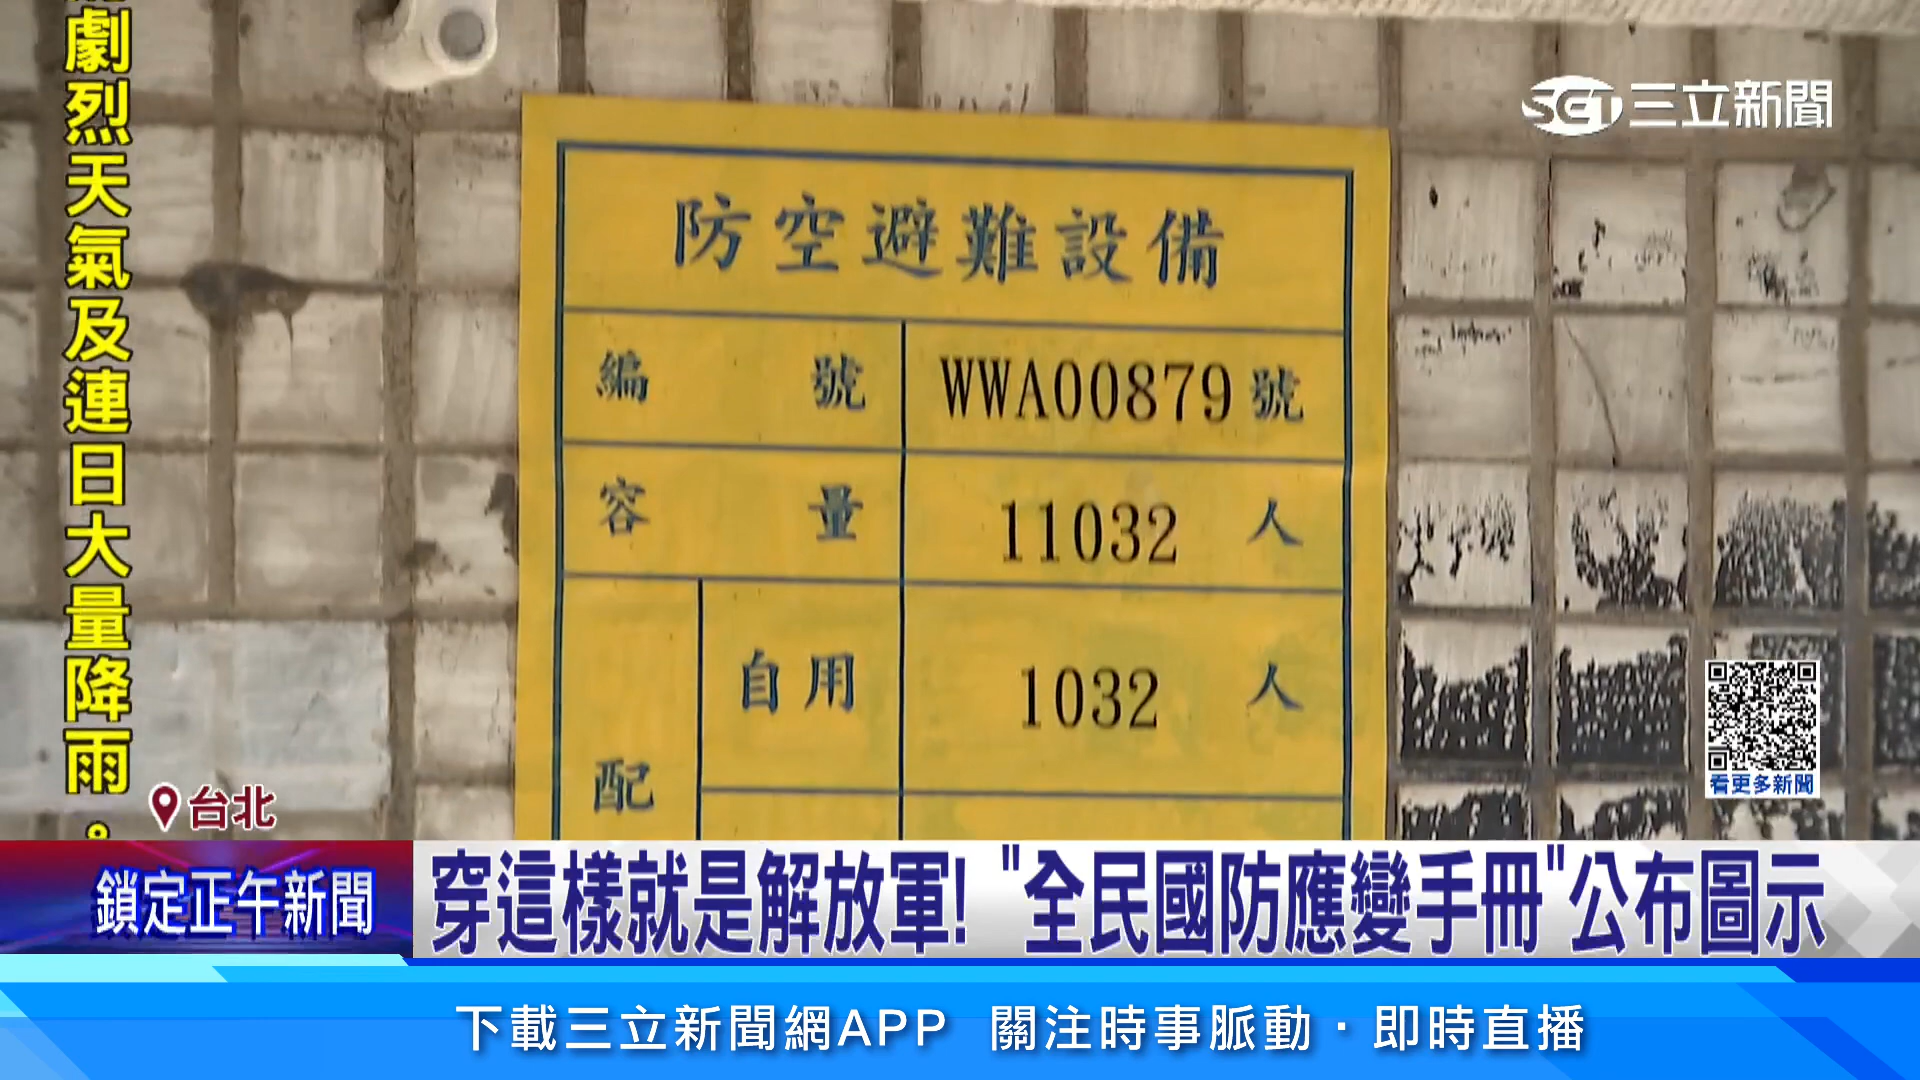 劇烈天氣及連日大量降雨。
SET三立新聞
防空避難設備
編號 WWA00879號
容量 11032人
自用 1032人
配
看更多新聞
台北
鎖定正午新聞
穿這樣就是解放軍! "全民國防應變手冊"公布圖示
下載三立新聞網APP 關注時事脈動·即時直播